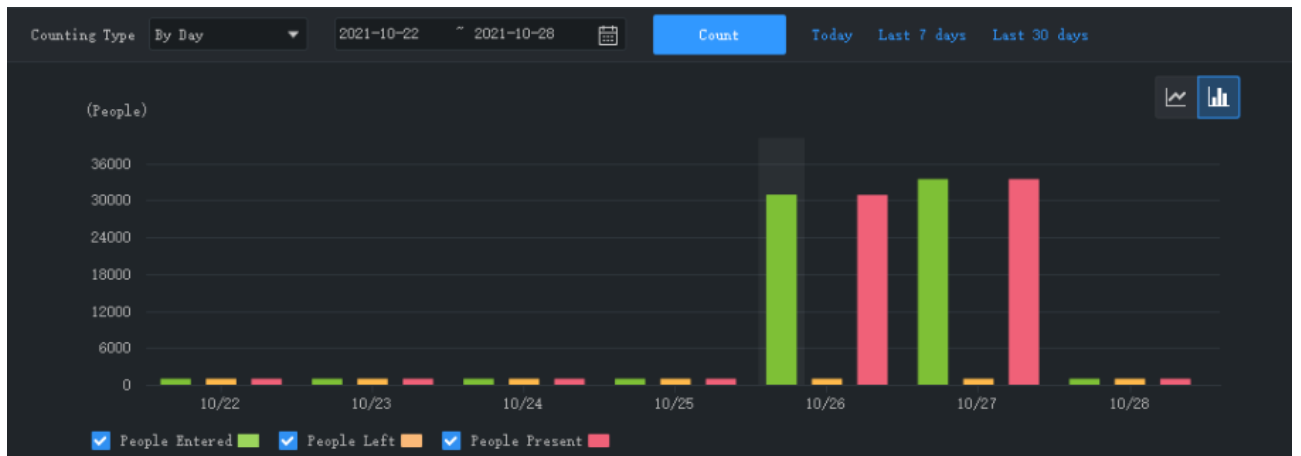 Counting Type By Day 2021-10-22 ~ 2021-10-28 Count Today Last 7 days Last 30 days
(People)
36000
30000
24000
18000
12000
6000
0
10/22 10/23 10/24 10/25 10/26 10/27 10/28
People Entered People Left People Present